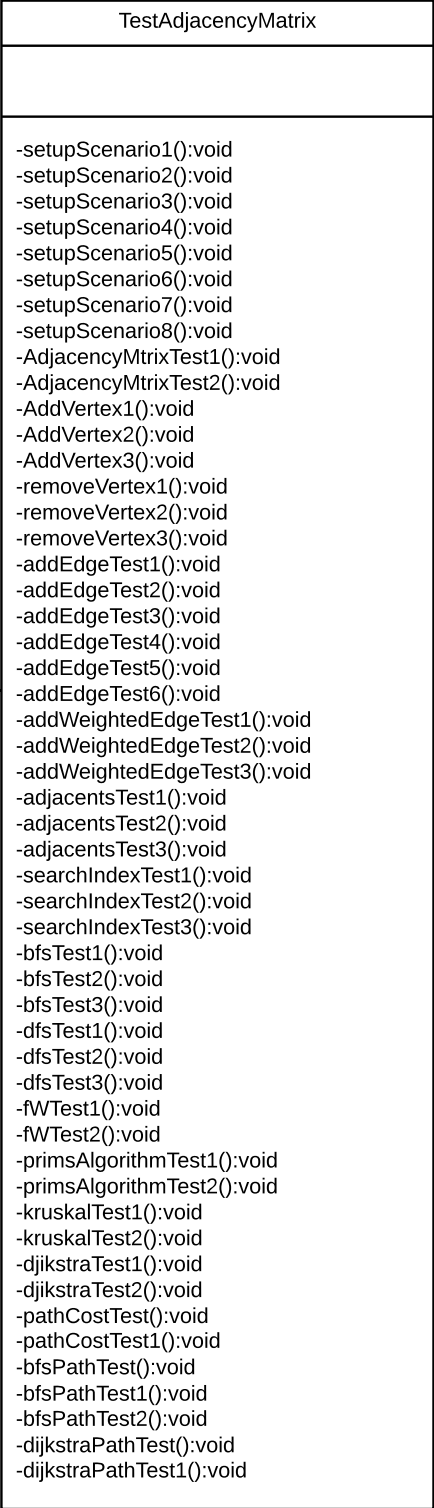 TestAdjacencyMatrix
-setupScenario1():void
-setupScenario2():void
-setupScenario3():void
-setupScenario4():void
-setupScenario5():void
-setupScenario6():void
-setupScenario7():void
-setupScenario8():void
-AdjacencyMtrixTest1():void
-AdjacencyMtrixTest2():void
-AddVertex1():void
-AddVertex2():void
-AddVertex3():void
-removeVertex1():void
-removeVertex2():void
-removeVertex3():void
-addEdgeTest1():void
-addEdgeTest2():void
-addEdgeTest3():void
-addEdgeTest4():void
-addEdgeTest5():void
-addEdgeTest6():void
-addWeightedEdgeTest1():void
-addWeightedEdgeTest2():void
-addWeightedEdgeTest3():void
-adjacentsTest1():void
-adjacentsTest2():void
-adjacentsTest3():void
-searchIndexTest1():void
-searchIndexTest2():void
-searchIndexTest3():void
-bfsTest1():void
-bfsTest2():void
-bfsTest3():void
-dfsTest1():void
-dfsTest2():void
-dfsTest3():void
-fWTest1():void
-fWTest2():void
-primsAlgorithmTest1():void
-primsAlgorithmTest2():void
-kruskalTest1():void
-kruskalTest2():void
-djikstraTest1():void
-djikstraTest2():void
-pathCostTest():void
-pathCostTest1():void
-bfsPathTest():void
-bfsPathTest1():void
-bfsPathTest2():void
-dijkstraPathTest():void
-dijkstraPathTest1():void